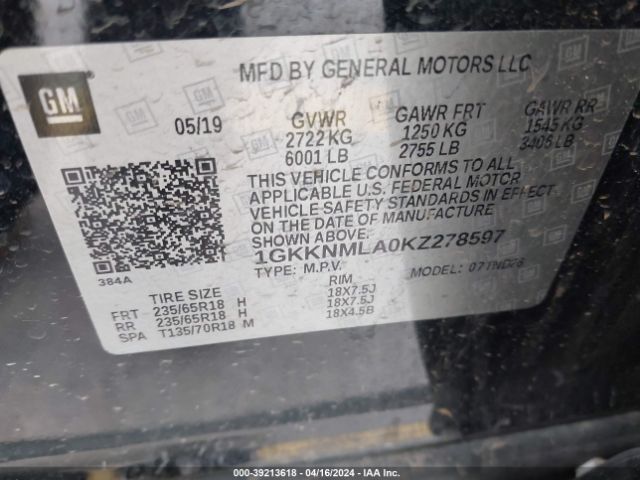 GM
MFD BY GENERAL MOTORS LLC
05/19 GVWR GAWR FRT GAWR RR
2722 KG 1250 KG 1545 KG
6001 LB 2755 LB 3405 LB
THIS VEHICLE CONFORMS TO ALL
APPLICABLE U.S. FEDERAL MOTOR
VEHICLE SAFETY STANDARDS IN EFFECT
ON THE DATE OF MANUFACTURE
SHOWN ABOVE.
1GKKNMLA0KZ278597
TYPE: M.P.V. MODEL: 07TND26
384A
TIRE SIZE RIM
FRT 235/65R18 H 18X7.5J
RR 235/65R18 H 18X7.5J
SPA T135/70R18 M 18X4.5B
000-39213618 - 04/16/2024 - IAA Inc.